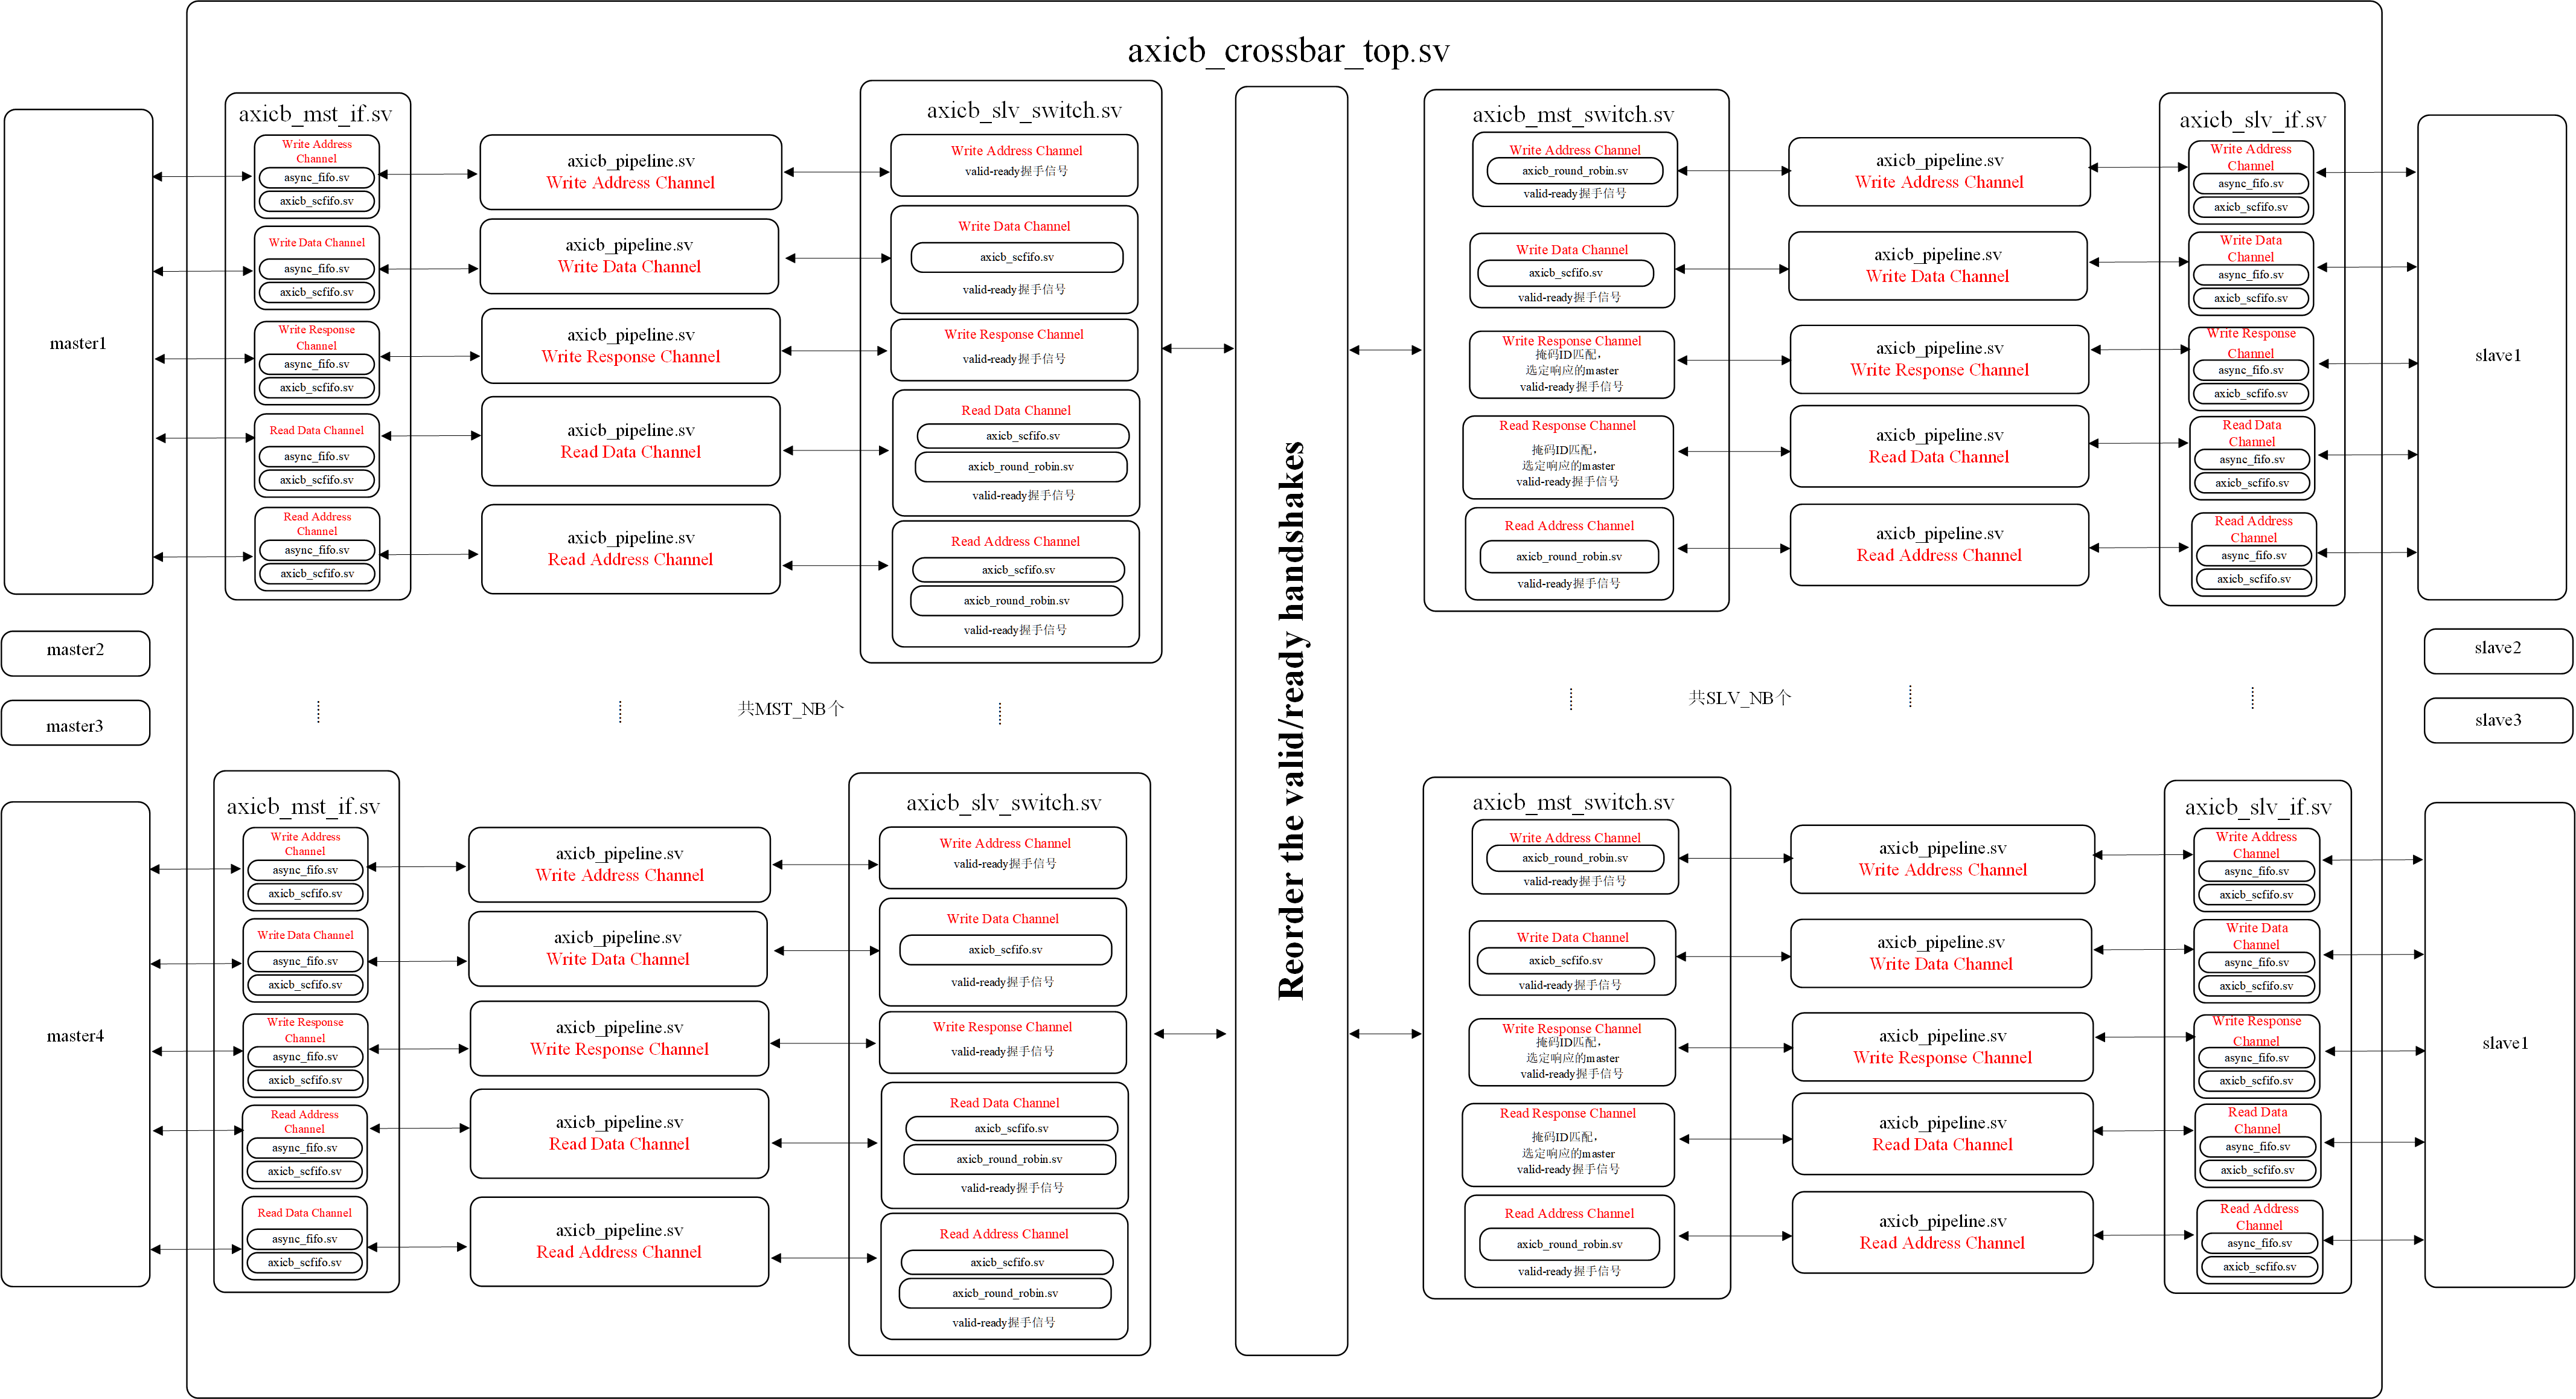 axicb_crossbar_top.sv
master1
axicb_mst_if.sv
Write Address
Channel
async_fifo.sv
axicb_scfifo.sv
Write Data Channel
async_fifo.sv
axicb_scfifo.sv
Write Response
Channel
async_fifo.sv
axicb_scfifo.sv
Read Data Channel
async_fifo.sv
axicb_scfifo.sv
Read Address
Channel
async_fifo.sv
axicb_scfifo.sv
axicb_pipeline.sv
Write Address Channel
axicb_pipeline.sv
Write Data Channel
axicb_pipeline.sv
Write Response Channel
axicb_pipeline.sv
Read Data Channel
axicb_pipeline.sv
Read Address Channel
axicb_slv_switch.sv
Write Address Channel
valid-ready握手信号
Write Data Channel
axicb_scfifo.sv
valid-ready握手信号
Write Response Channel
valid-ready握手信号
Read Data Channel
axicb_scfifo.sv
axicb_round_robin.sv
valid-ready握手信号
Read Address Channel
axicb_scfifo.sv
axicb_round_robin.sv
valid-ready握手信号
Reorder the valid/ready handshakes
axicb_mst_switch.sv
Write Address Channel
axicb_round_robin.sv
valid-ready握手信号
Write Data Channel
axicb_scfifo.sv
valid-ready握手信号
Write Response Channel
掩码ID匹配,
选定响应的master
valid-ready握手信号
Read Response Channel
掩码ID匹配,
选定响应的master
valid-ready握手信号
Read Address Channel
axicb_round_robin.sv
valid-ready握手信号
axicb_pipeline.sv
Write Address Channel
axicb_pipeline.sv
Write Data Channel
axicb_pipeline.sv
Write Response Channel
axicb_pipeline.sv
Read Data Channel
axicb_pipeline.sv
Read Address Channel
axicb_slv_if.sv
Write Address
Channel
async_fifo.sv
axicb_scfifo.sv
Write Data
Channel
async_fifo.sv
axicb_scfifo.sv
Write Response
Channel
async_fifo.sv
axicb_scfifo.sv
Read Data
Channel
async_fifo.sv
axicb_scfifo.sv
Read Address
Channel
async_fifo.sv
axicb_scfifo.sv
slave1
master2
master3
共MST_NB个
共SLV_NB个
slave2
slave3
master4
axicb_mst_if.sv
Write Address
Channel
async_fifo.sv
axicb_scfifo.sv
Write Data Channel
async_fifo.sv
axicb_scfifo.sv
Write Response
Channel
async_fifo.sv
axicb_scfifo.sv
Read Address
Channel
async_fifo.sv
axicb_scfifo.sv
Read Data Channel
async_fifo.sv
axicb_scfifo.sv
axicb_pipeline.sv
Write Address Channel
axicb_pipeline.sv
Write Data Channel
axicb_pipeline.sv
Write Response Channel
axicb_pipeline.sv
Read Data Channel
axicb_pipeline.sv
Read Address Channel
axicb_slv_switch.sv
Write Address Channel
valid-ready握手信号
Write Data Channel
axicb_scfifo.sv
valid-ready握手信号
Write Response Channel
valid-ready握手信号
Read Data Channel
axicb_scfifo.sv
axicb_round_robin.sv
valid-ready握手信号
Read Address Channel
axicb_scfifo.sv
axicb_round_robin.sv
valid-ready握手信号
axicb_mst_switch.sv
Write Address Channel
axicb_round_robin.sv
valid-ready握手信号
Write Data Channel
axicb_scfifo.sv
valid-ready握手信号
Write Response Channel
掩码ID匹配,
选定响应的master
valid-ready握手信号
Read Response Channel
掩码ID匹配,
选定响应的master
valid-ready握手信号
Read Address Channel
axicb_round_robin.sv
valid-ready握手信号
axicb_pipeline.sv
Write Address Channel
axicb_pipeline.sv
Write Data Channel
axicb_pipeline.sv
Write Response Channel
axicb_pipeline.sv
Read Data Channel
axicb_pipeline.sv
Read Address Channel
axicb_slv_if.sv
Write Address
Channel
async_fifo.sv
axicb_scfifo.sv
Write Data
Channel
async_fifo.sv
axicb_scfifo.sv
Write Response
Channel
async_fifo.sv
axicb_scfifo.sv
Read Data
Channel
async_fifo.sv
axicb_scfifo.sv
Read Address
Channel
async_fifo.sv
axicb_scfifo.sv
slave1